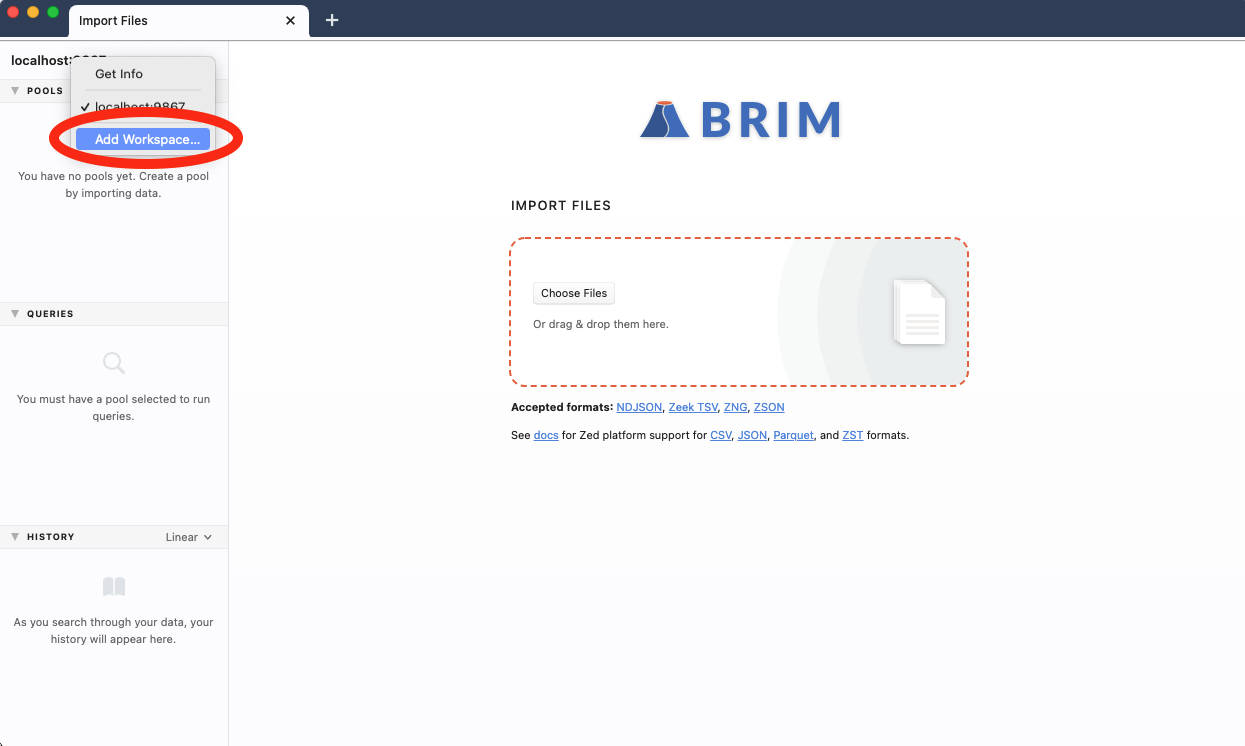 Import Files
localhost:9867
Get Info
localhost:9867
Add Workspace...
POOLS
You have no pools yet. Create a pool
by importing data.
QUERIES
You must have a pool selected to run
queries.
HISTORY
Linear
As you search through your data, your
history will appear here.
BRIM
IMPORT FILES
Choose Files
Or drag & drop them here.
Accepted formats: NDJSON, Zeek TSV, ZNG, ZSON
See docs for Zed platform support for CSV, JSON, Parquet, and ZST formats.